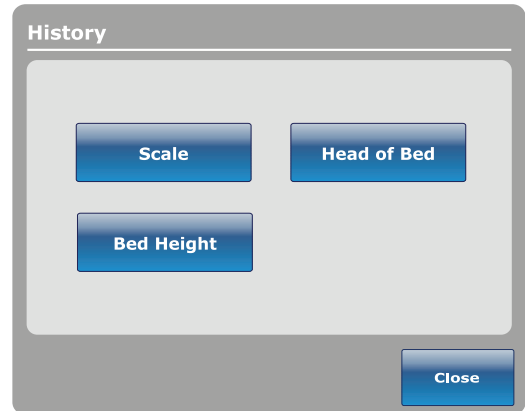 History
Scale
Head of Bed
Bed Height
Close